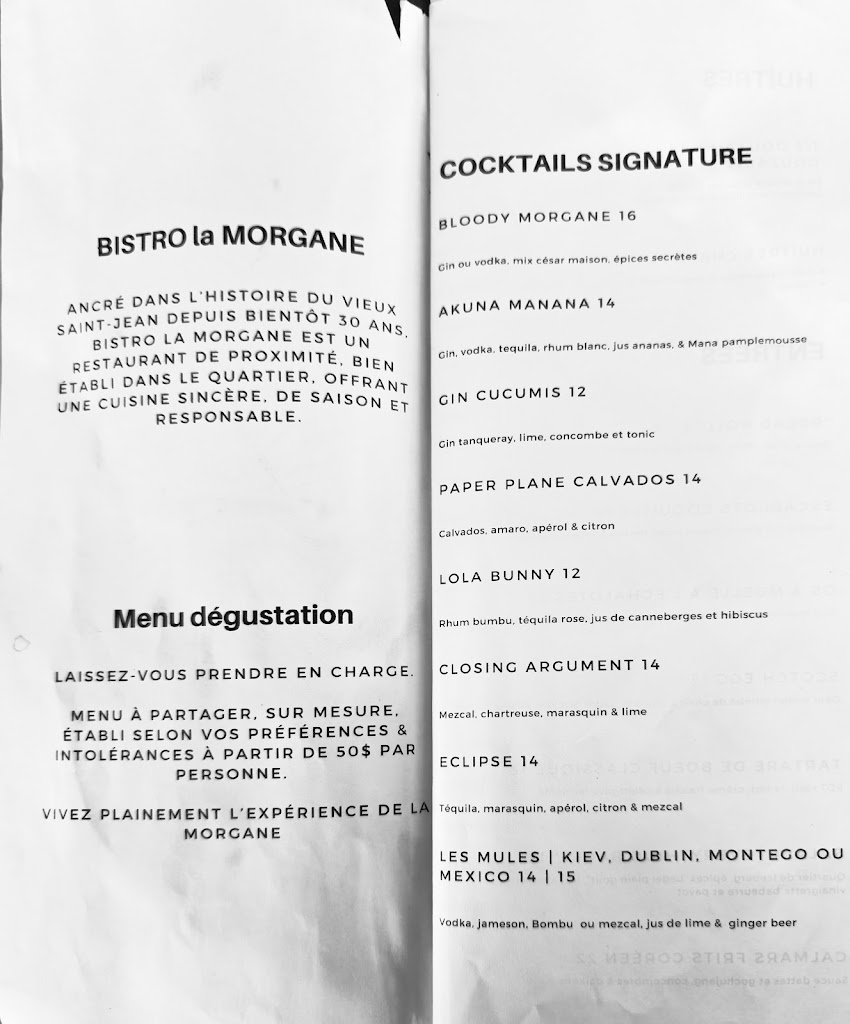 BISTRO la MORGANE
ANCRÉ DANS L'HISTOIRE DU VIEUX
SAINT-JEAN DEPUIS BIENTÔT 30 ANS,
BISTRO LA MORGANE EST UN
RESTAURANT DE PROXIMITÉ, BIEN
ÉTABLI DANS LE QUARTIER, OFFRANT
UNE CUISINE SINCÈRE, DE SAISON ET
RESPONSABLE.
Menu dégustation
LAISSEZ-VOUS PRENDRE EN CHARGE.
MENU À PARTAGER, SUR MESURE,
ÉTABLI SELON VOS PRÉFÉRENCES &
INTOLÉRANCES À PARTIR DE 50$ PAR
PERSONNE.
VIVEZ PLAINEMENT L'EXPÉRIENCE DE LA
MORGANE
COCKTAILS SIGNATURE
BLOODY MORGANE 16
Gin ou vodka, mix césar maison, épices secrètes
AKUNA MANANA 14
Gin, vodka, tequila, rhum blanc, jus ananas, & Mana pamplemousse
GIN CUCUMIS 12
Gin tanqueray, lime, concombe et tonic
PAPER PLANE CALVADOS 14
Calvados, amaro, apérol & citron
LOLA BUNNY 12
Rhum bumbu, téquila rose, jus de canneberges et hibiscus
CLOSING ARGUMENT 14
Mezcal, chartreuse, marasquin & lime
ECLIPSE 14
Téquila, marasquin, apérol, citron & mezcal
LES MULES | KIEV, DUBLIN, MONTEGO OU
MEXICO 14 | 15
Vodka, jameson, Bombu ou mezcal, jus de lime & ginger beer